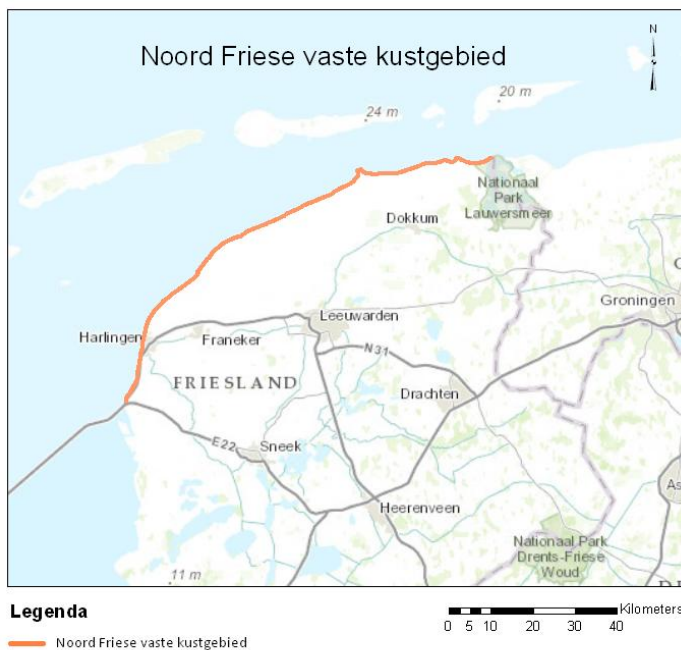 Noord Friese vaste kustgebied
N
20 m
24 m
Nationaal
Park
Lauwersmeer
Dokkum
Groningen
Leeuwarden
Harlingen
Franeker
N31
FRIESLAND
Drachten
E22
Sneek
As
Heerenveen
Nationaal Park
Drents-Friese
Woud
11 m
Legenda
Noord Friese vaste kustgebied
Kilometers
0 5 10 20 30 40